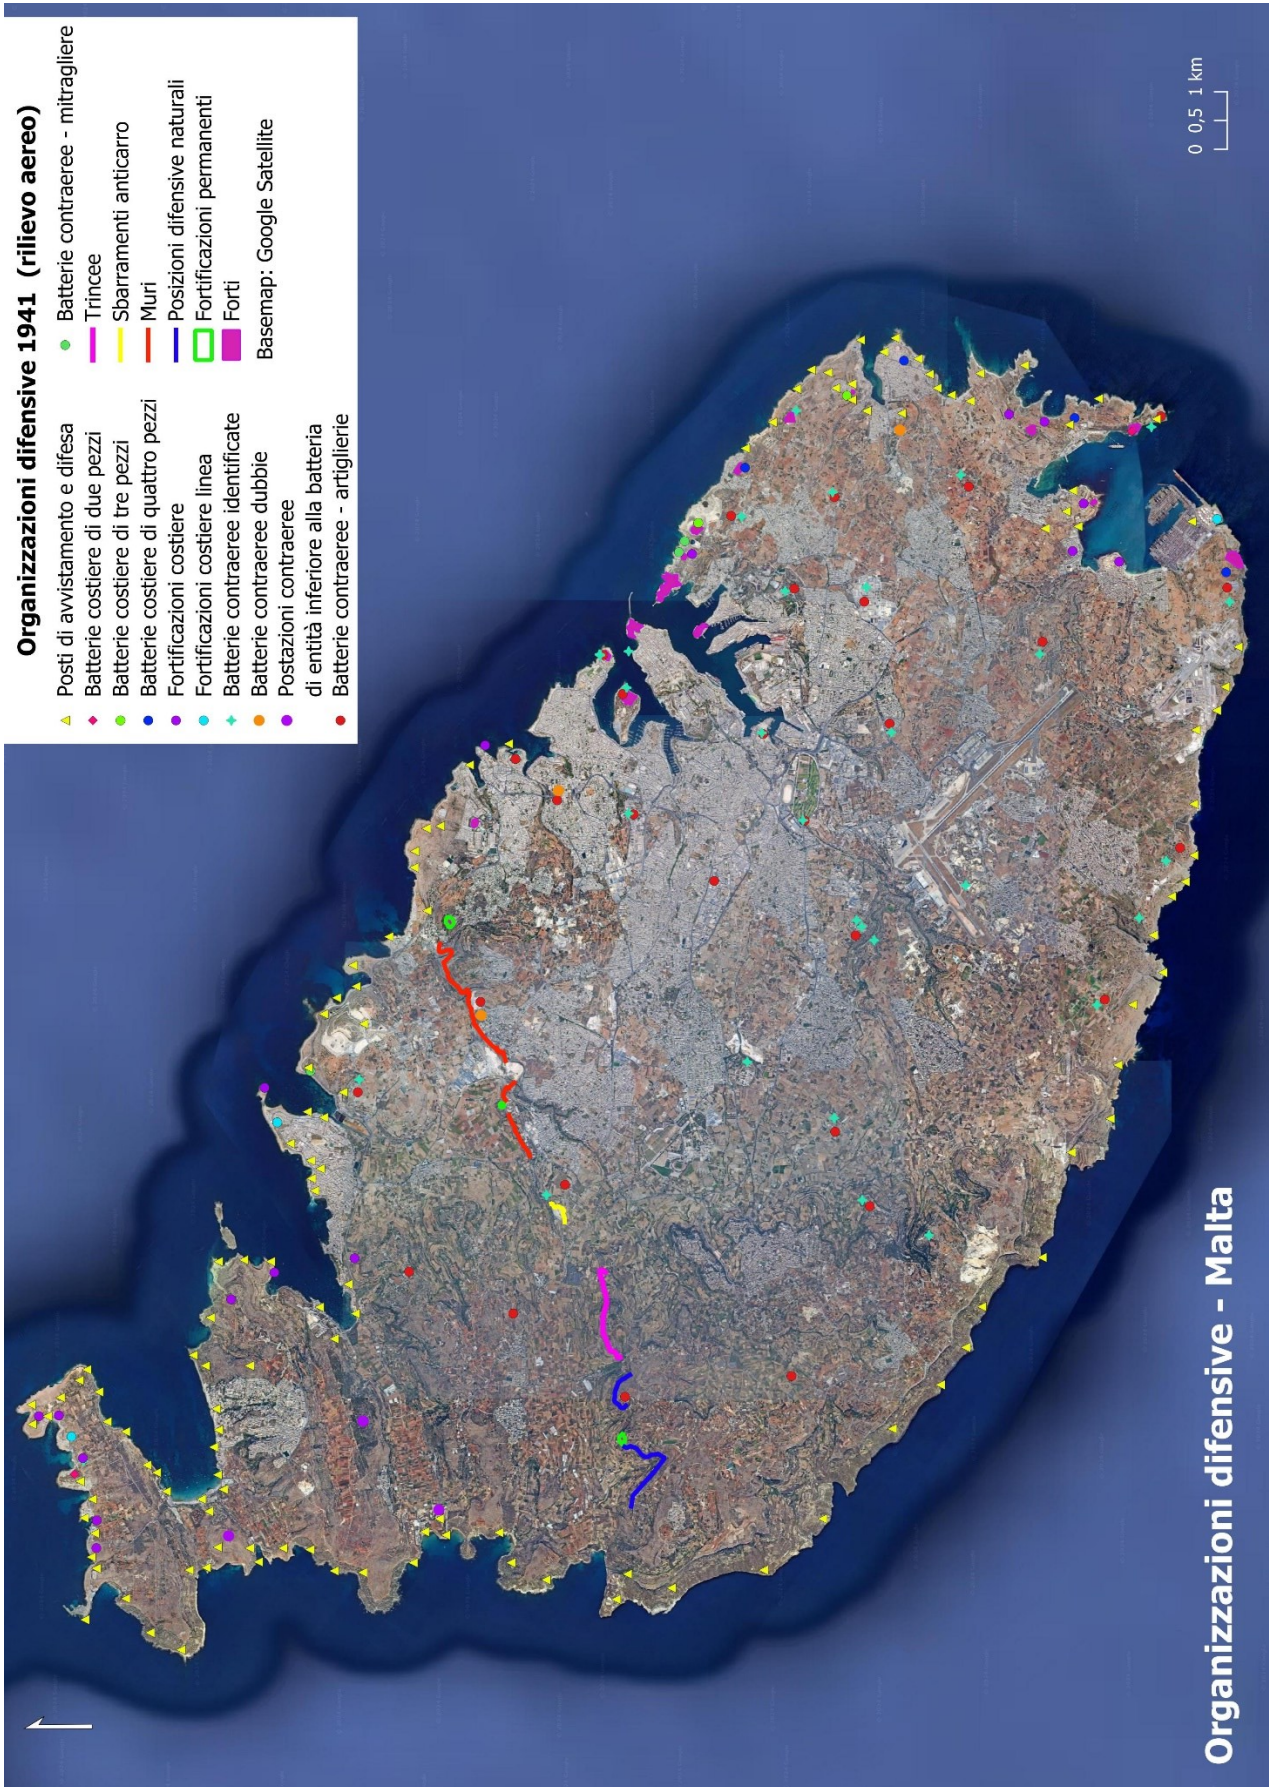 Organizzazioni difensive 1941 (rilievo aereo)
Posti di avvistamento e difesa
Batterie costiere di due pezzi
Batterie costiere di tre pezzi
Batterie costiere di quattro pezzi
Fortificazioni costiere
Fortificazioni costiere linea
Batterie contraeree identificate
Batterie contraeree dubbie
Postazioni contraeree
di entità inferiore alla batteria
Batterie contraeree - artiglierie
Batterie contraeree - mitragliere
Trincee
Sbarramenti anticarro
Muri
Posizioni difensive naturali
Fortificazioni permanenti
Forti
Basemap: Google Satellite
0 0,5 1 km
Organizzazioni difensive - Malta